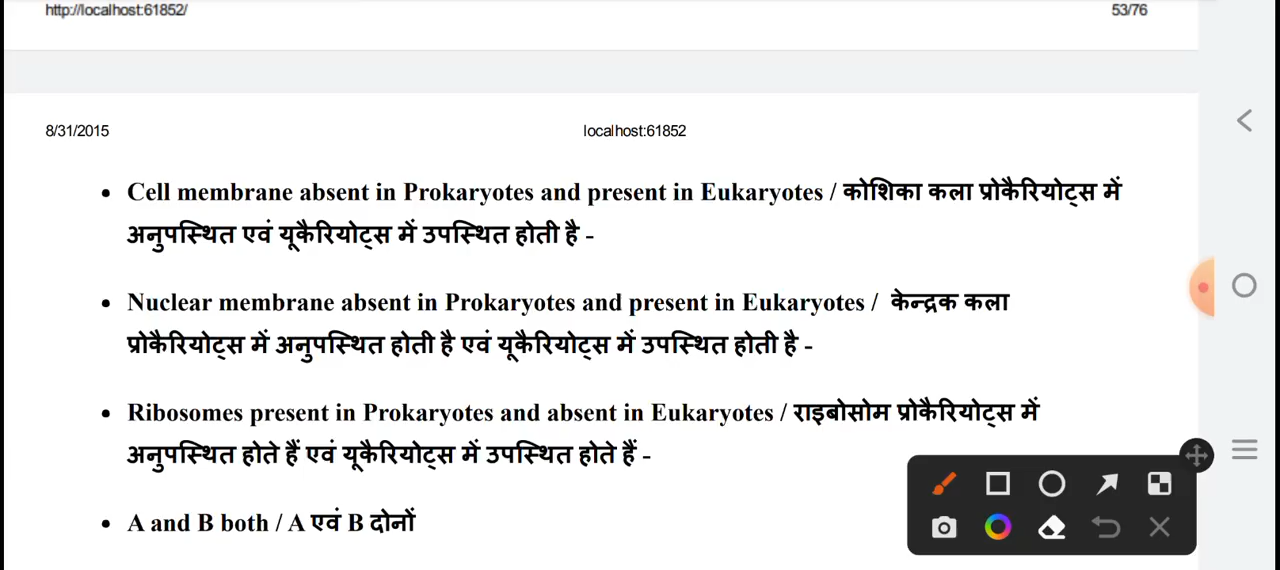 http://localhost:61852/ 53/76
8/31/2015 localhost:61852
• Cell membrane absent in Prokaryotes and present in Eukaryotes / कोशिका कला प्रोकैरियोट्स में
अनुपस्थित एवं यूकैरियोट्स में उपस्थित होती है -
• Nuclear membrane absent in Prokaryotes and present in Eukaryotes / केन्द्रक कला
प्रोकैरियोट्स में अनुपस्थित होती है एवं यूकैरियोट्स में उपस्थित होती है -
• Ribosomes present in Prokaryotes and absent in Eukaryotes / राइबोसोम प्रोकैरियोट्स में
अनुपस्थित होते हैं एवं यूकैरियोट्स में उपस्थित होते हैं -
• A and B both / A एवं B दोनों